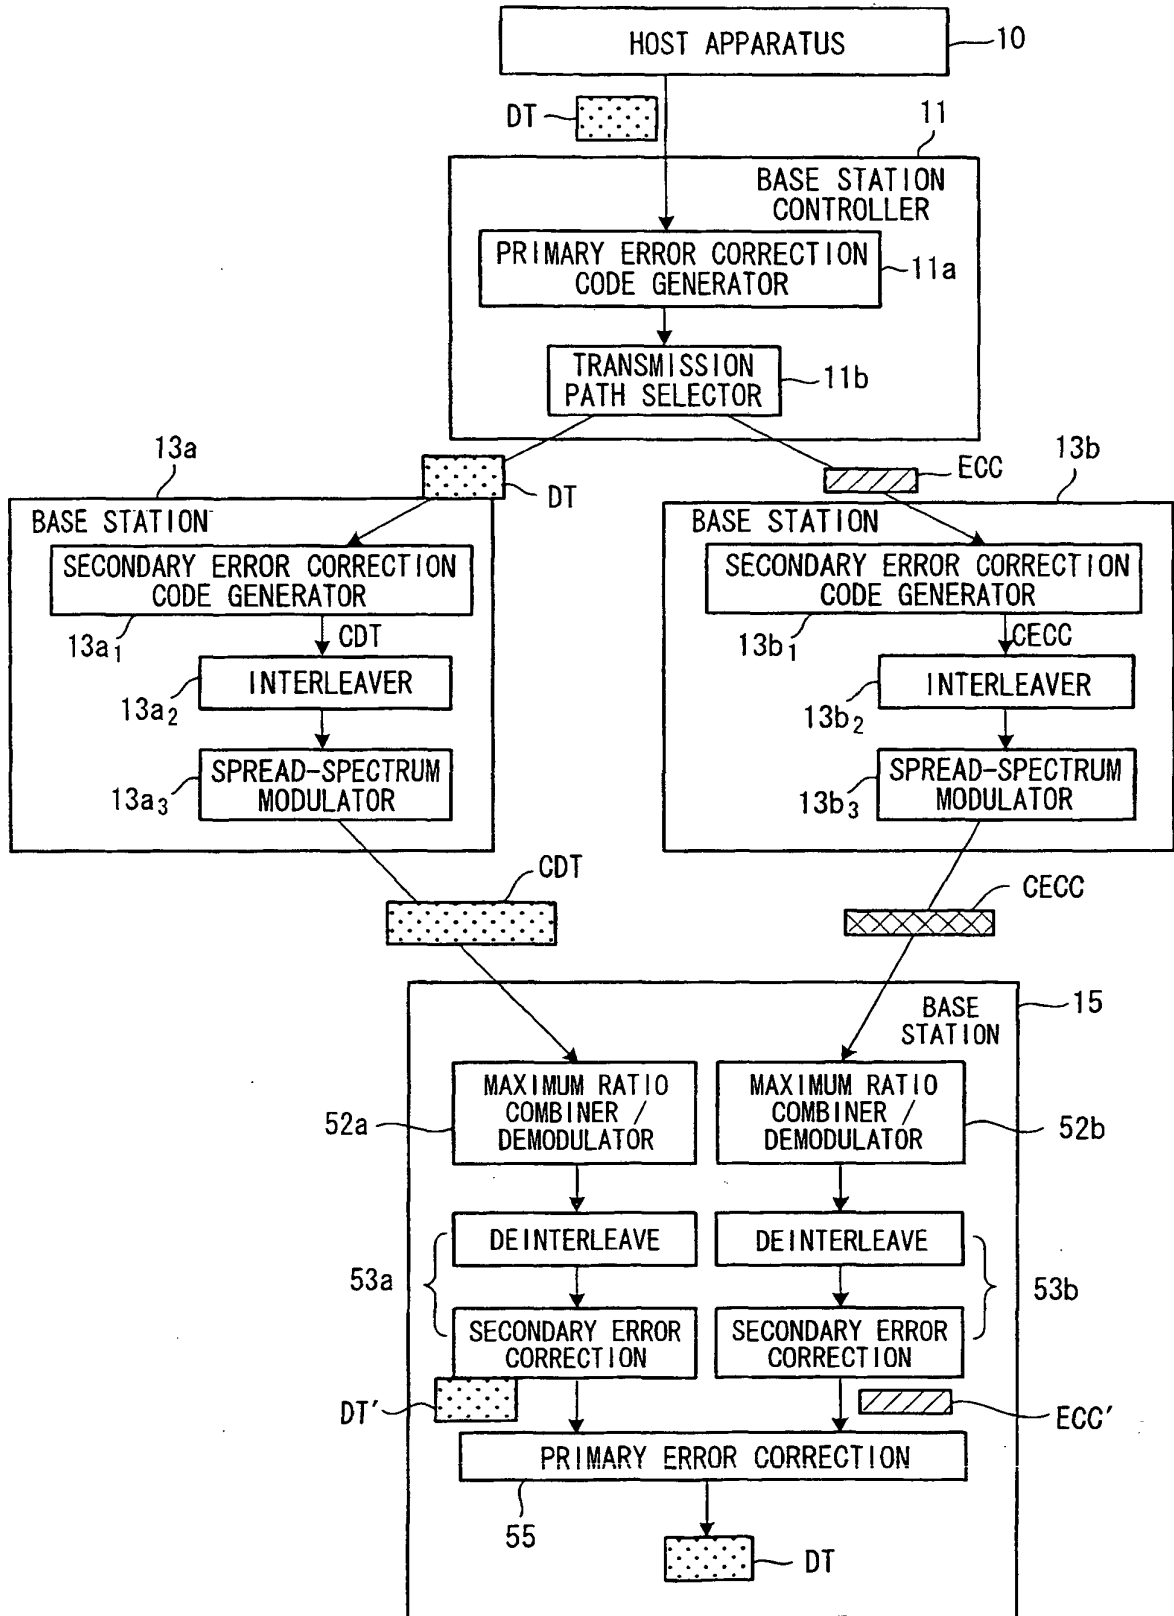 HOST APPARATUS
10
DT
11
BASE STATION
CONTROLLER
PRIMARY ERROR CORRECTION
CODE GENERATOR
11a
TRANSMISSION
PATH SELECTOR
11b
13a
DT
ECC
13b
BASE STATION
SECONDARY ERROR CORRECTION
CODE GENERATOR
13a1
CDT
INTERLEAVER
13a2
SPREAD-SPECTRUM
MODULATOR
13a3
BASE STATION
SECONDARY ERROR CORRECTION
CODE GENERATOR
13b1
CECC
INTERLEAVER
13b2
SPREAD-SPECTRUM
MODULATOR
13b3
CDT
CECC
15
BASE
STATION
MAXIMUM RATIO
COMBINER /
DEMODULATOR
52a
MAXIMUM RATIO
COMBINER /
DEMODULATOR
52b
DEINTERLEAVE
DEINTERLEAVE
53a
53b
SECONDARY ERROR
CORRECTION
SECONDARY ERROR
CORRECTION
DT'
ECC'
PRIMARY ERROR CORRECTION
55
DT